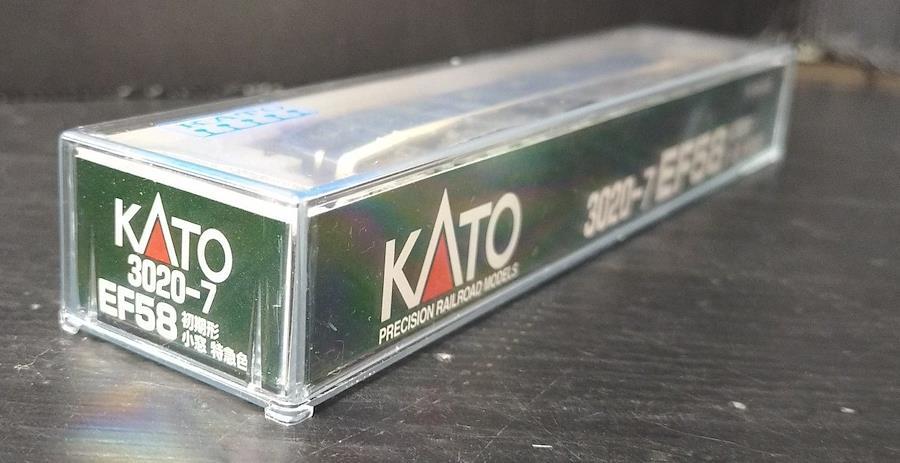 KATO
3020-7
EF58 初期形
小窓 特急色
KATO
PRECISION RAILROAD MODELS
3020-7 EF58
KATO